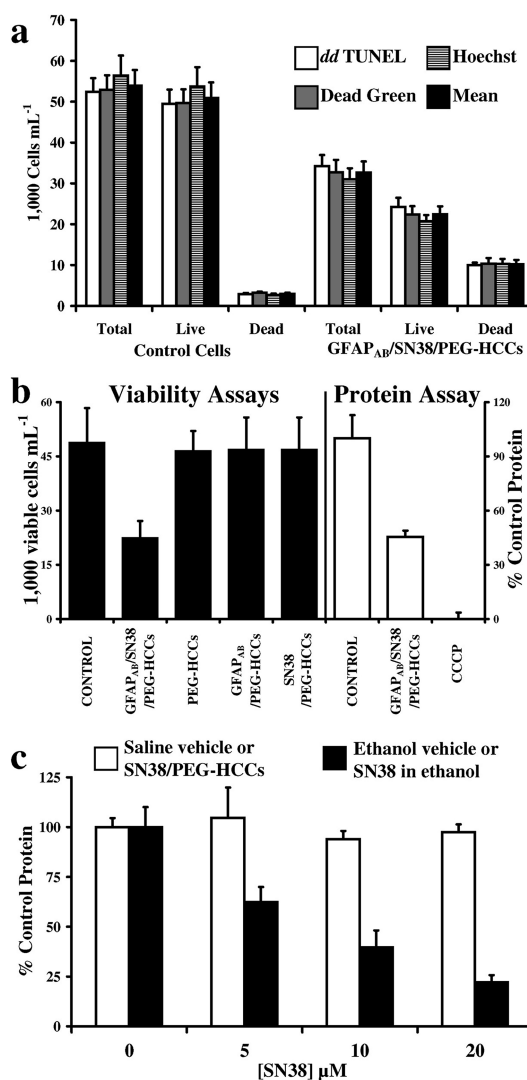 a
70
60
50
40
30
20
10
0
1,000 Cells mL⁻¹
dd TUNEL
Hoechst
Dead Green
Mean
Total Live Dead Total Live Dead
Control Cells GFAP_AB/SN38/PEG-HCCs
b
Viability Assays Protein Assay
60
45
30
15
0
1,000 viable cells mL⁻¹
120
90
60
30
0
% Control Protein
CONTROL
GFAP_AB/SN38
/PEG-HCCs
PEG-HCCs
GFAP_AB
/PEG-HCCs
SN38
/PEG-HCCs
CONTROL
GFAP_AB/SN38
/PEG-HCCs
CCCP
c
Saline vehicle or
SN38/PEG-HCCs
Ethanol vehicle or
SN38 in ethanol
125
100
75
50
25
0
% Control Protein
0 5 10 20
[SN38] µM